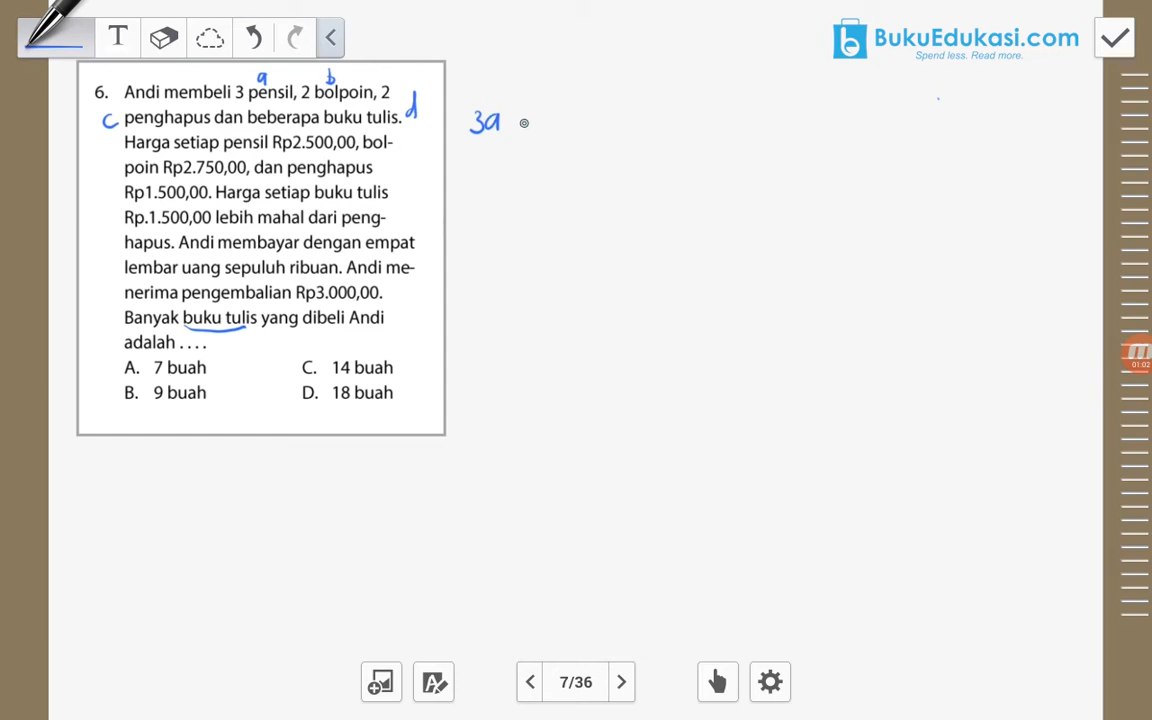 T
BukuEdukasi.com
Spend less. Read more.
a b
6. Andi membeli 3 pensil, 2 bolpoin, 2
c penghapus dan beberapa buku tulis. d
Harga setiap pensil Rp2.500,00, bol-
poin Rp2.750,00, dan penghapus
Rp1.500,00. Harga setiap buku tulis
Rp.1.500,00 lebih mahal dari peng-
hapus. Andi membayar dengan empat
lembar uang sepuluh ribuan. Andi me-
nerima pengembalian Rp3.000,00.
Banyak buku tulis yang dibeli Andi
adalah . . . .
A. 7 buah C. 14 buah
B. 9 buah D. 18 buah
3a
01:02
7/36